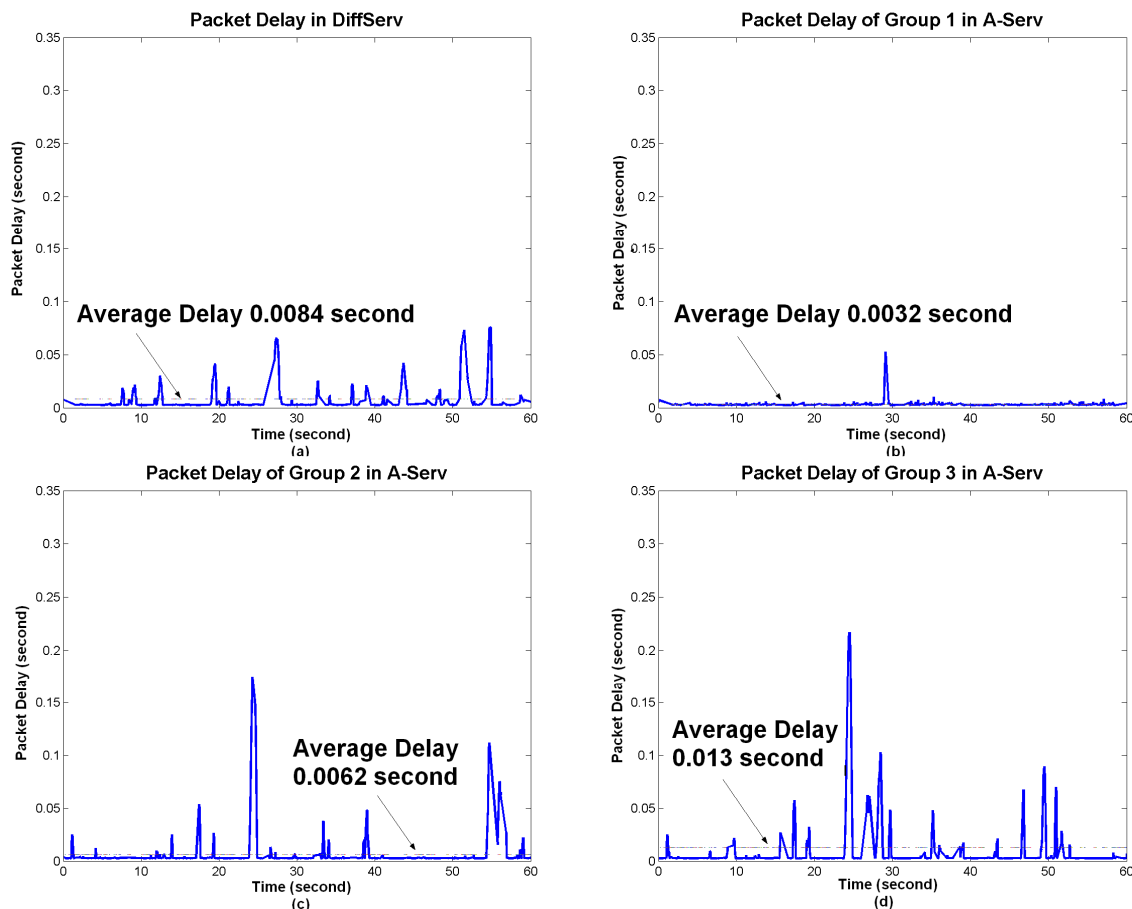 Packet Delay in DiffServ
0.35
0.3
0.25
0.2
0.15
0.1
0.05
0
Packet Delay (second)
Average Delay 0.0084 second
0 10 20 30 40 50 60
Time (second)
(a)
Packet Delay of Group 1 in A-Serv
0.35
0.3
0.25
0.2
0.15
0.1
0.05
0
Packet Delay (second)
Average Delay 0.0032 second
0 10 20 30 40 50 60
Time (second)
(b)
Packet Delay of Group 2 in A-Serv
0.35
0.3
0.25
0.2
0.15
0.1
0.05
0
Packet Delay (second)
Average Delay
0.0062 second
0 10 20 30 40 50 60
Time (second)
(c)
Packet Delay of Group 3 in A-Serv
0.35
0.3
0.25
0.2
0.15
0.1
0.05
0
Packet Delay (second)
Average Delay
0.013 second
0 10 20 30 40 50 60
Time (second)
(d)